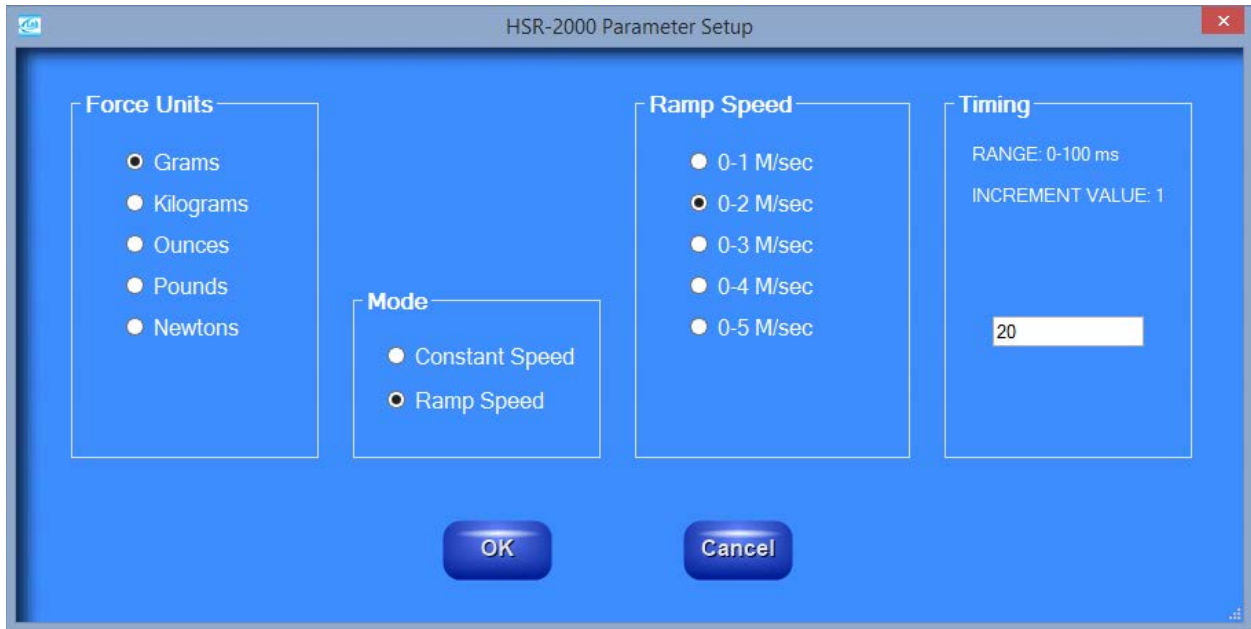 HSR-2000 Parameter Setup
Force Units
Grams
Kilograms
Ounces
Pounds
Newtons
Mode
Constant Speed
Ramp Speed
Ramp Speed
0-1 M/sec
0-2 M/sec
0-3 M/sec
0-4 M/sec
0-5 M/sec
Timing
RANGE: 0-100 ms
INCREMENT VALUE: 1
20
OK
Cancel